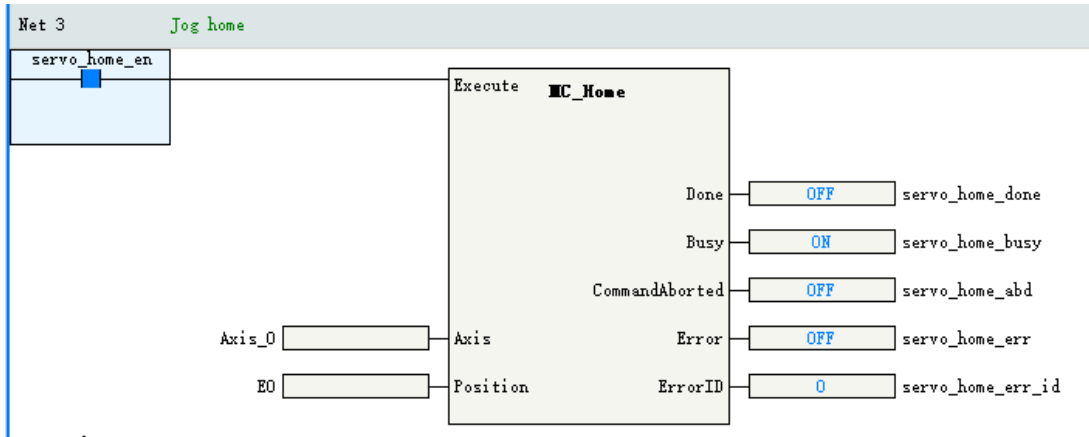 Net 3 Jog home
servo_home_en
Execute MC_Home
Done OFF servo_home_done
Busy ON servo_home_busy
CommandAborted OFF servo_home_abd
Axis_0 Axis Error OFF servo_home_err
E0 Position ErrorID 0 servo_home_err_id